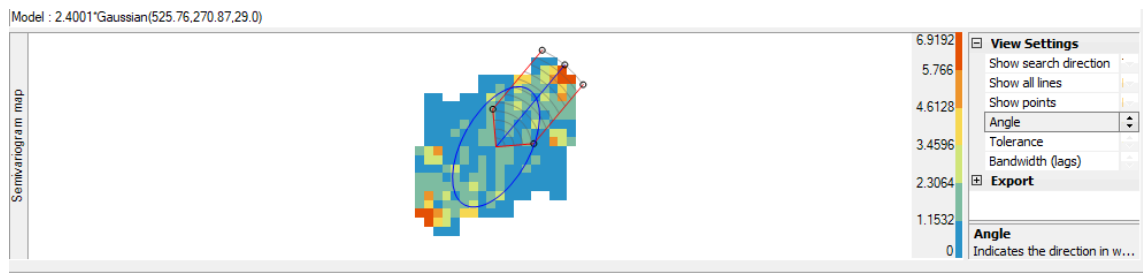 Model : 2.4001*Gaussian(525.76,270.87,29.0)
Semivariogram map
6.9192
5.766
4.6128
3.4596
2.3064
1.1532
0
View Settings
Show search direction
Show all lines
Show points
Angle
Tolerance
Bandwidth (lags)
Export
Angle
Indicates the direction in w...